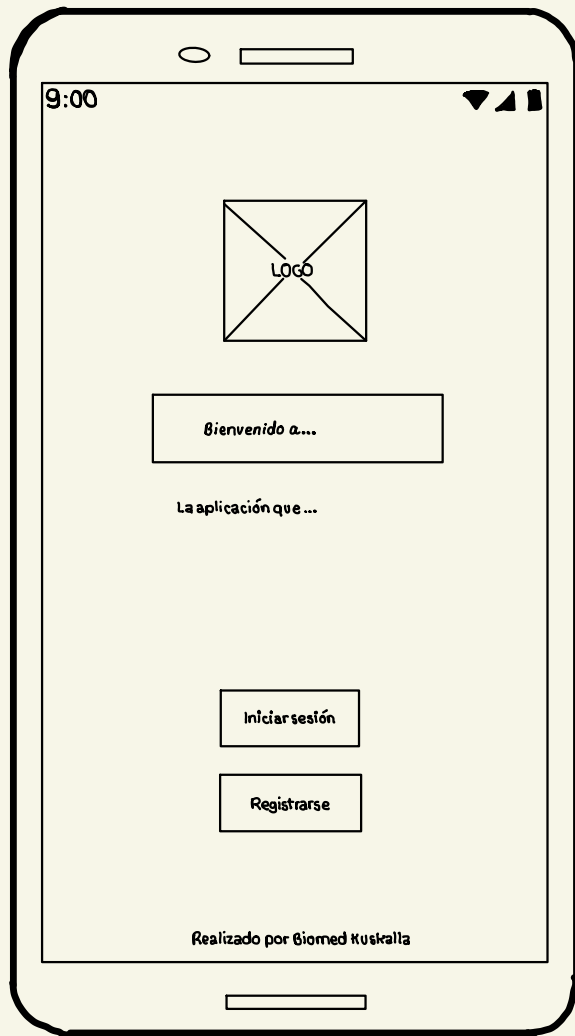 9:00
LOGO
Bienvenido a...
La aplicación que...
Iniciar sesión
Registrarse
Realizado por Biomed Kuskalla